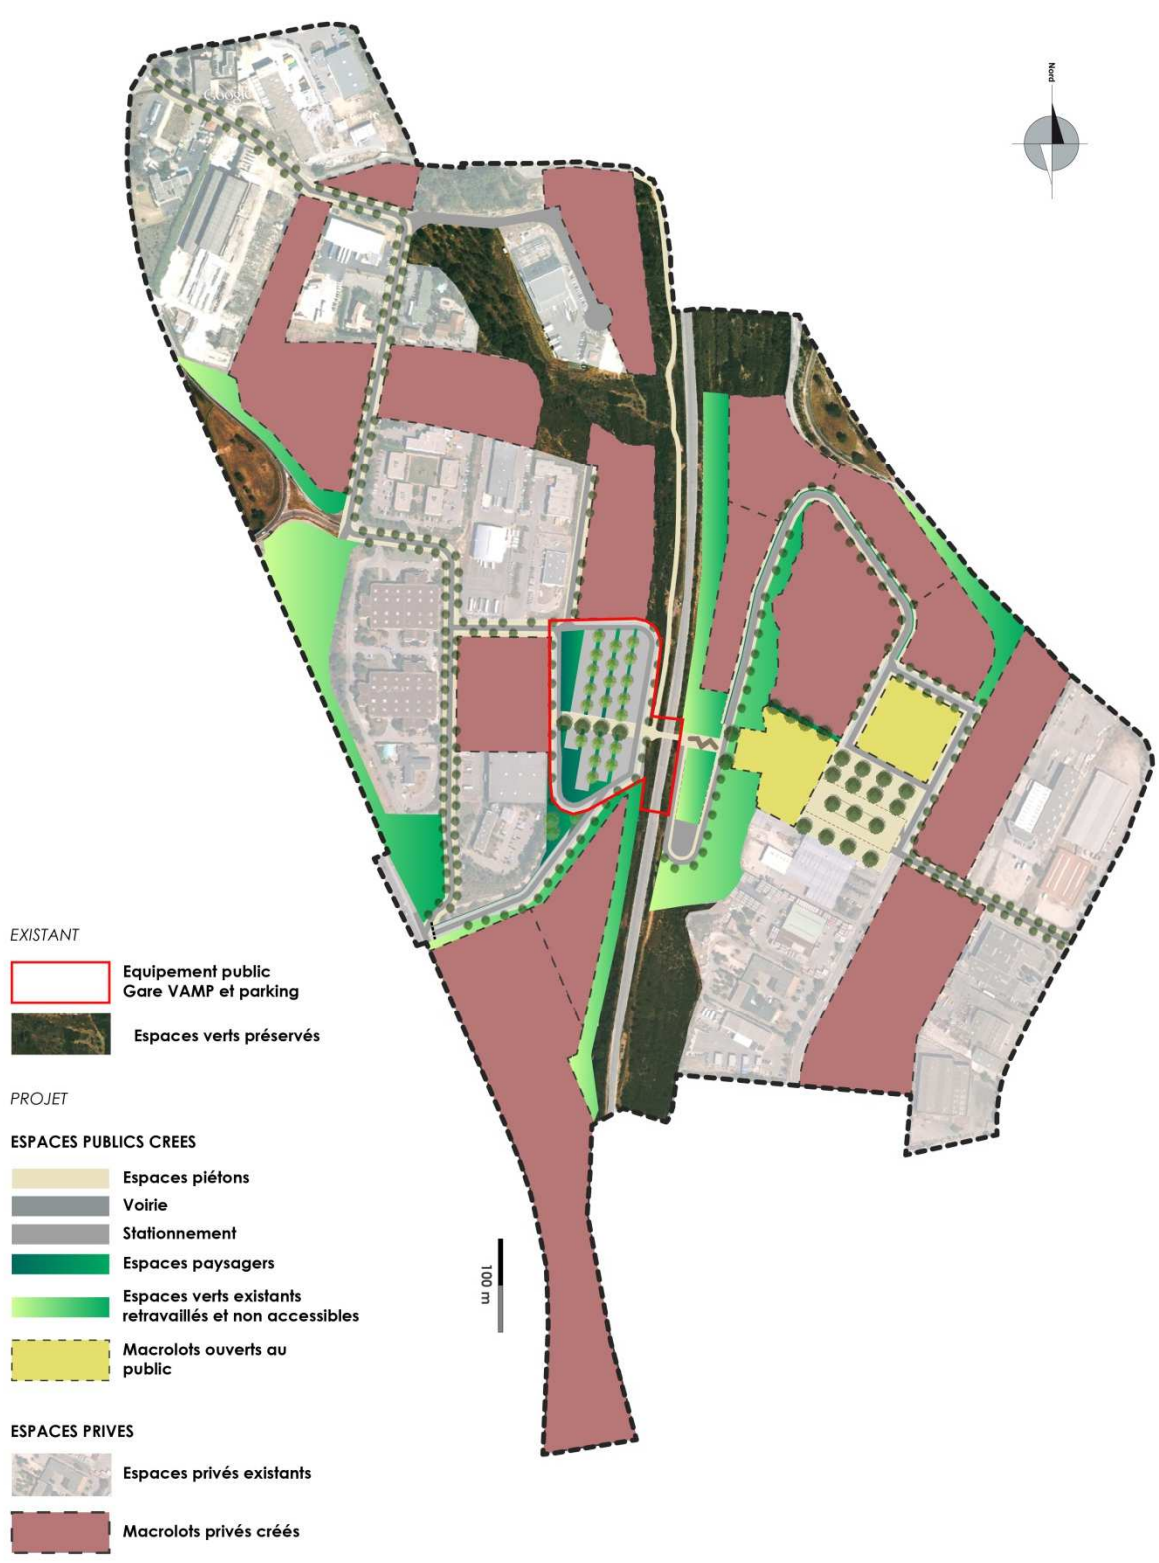 Nord
Google
EXISTANT
Equipement public
Gare VAMP et parking
Espaces verts préservés
PROJET
ESPACES PUBLICS CREES
Espaces piétons
Voirie
Stationnement
Espaces paysagers
Espaces verts existants
retravaillés et non accessibles
Macrolots ouverts au
public
ESPACES PRIVES
Espaces privés existants
Macrolots privés créés
100 m